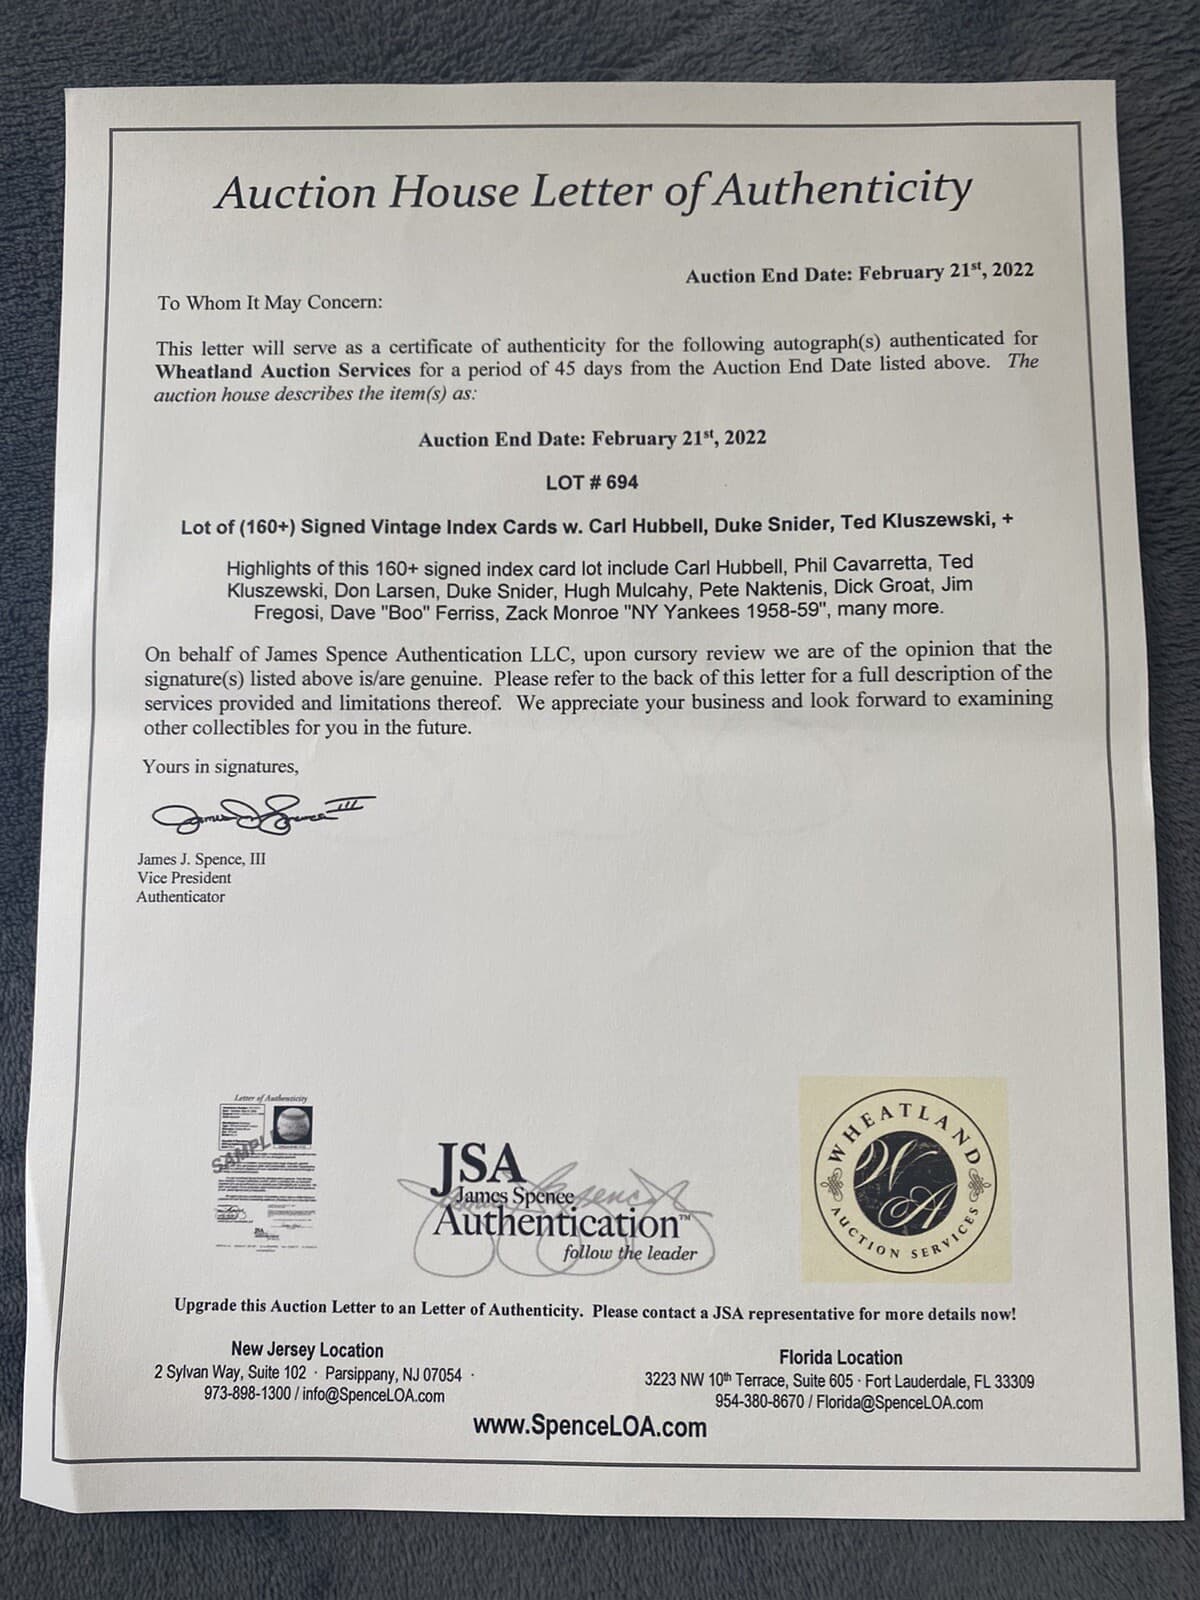 Auction House Letter of Authenticity
Auction End Date: February 21st, 2022
To Whom It May Concern:
This letter will serve as a certificate of authenticity for the following autograph(s) authenticated for
Wheatland Auction Services for a period of 45 days from the Auction End Date listed above. The
auction house describes the item(s) as:
Auction End Date: February 21st, 2022
LOT # 694
Lot of (160+) Signed Vintage Index Cards w. Carl Hubbell, Duke Snider, Ted Kluszewski, +
Highlights of this 160+ signed index card lot include Carl Hubbell, Phil Cavarretta, Ted
Kluszewski, Don Larsen, Duke Snider, Hugh Mulcahy, Pete Naktenis, Dick Groat, Jim
Fregosi, Dave "Boo" Ferriss, Zack Monroe "NY Yankees 1958-59", many more.
On behalf of James Spence Authentication LLC, upon cursory review we are of the opinion that the
signature(s) listed above is/are genuine. Please refer to the back of this letter for a full description of the
services provided and limitations thereof. We appreciate your business and look forward to examining
other collectibles for you in the future.
Yours in signatures,
James J. Spence III
James J. Spence, III
Vice President
Authenticator
Letter of Authenticity
SAMPLE
JSA
James Spence
Authentication™
follow the leader
WHEATLAND
WA
AUCTION SERVICES
Upgrade this Auction Letter to an Letter of Authenticity. Please contact a JSA representative for more details now!
New Jersey Location
2 Sylvan Way, Suite 102 · Parsippany, NJ 07054 ·
973-898-1300 / info@SpenceLOA.com
Florida Location
3223 NW 10th Terrace, Suite 605 · Fort Lauderdale, FL 33309
954-380-8670 / Florida@SpenceLOA.com
www.SpenceLOA.com